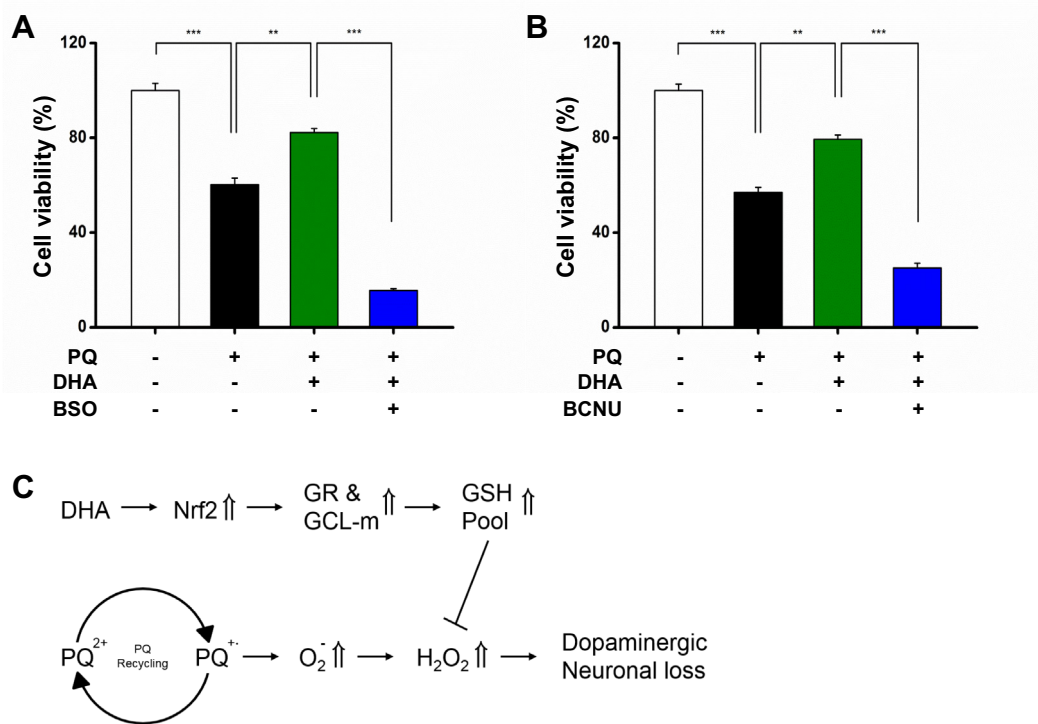 A
120
80
40
0
Cell viability (%)
*** ** ***
PQ - + + +
DHA - - + +
BSO - - - +
B
120
80
40
0
Cell viability (%)
*** ** ***
PQ - + + +
DHA - - + +
BCNU - - - +
C
DHA → Nrf2 ⇑ → GR & GCL-m ⇑ → GSH Pool ⇑
PQ²⁺ PQ Recycling PQ⁺· → O₂⁻ ⇑ → H₂O₂ ⇑ → Dopaminergic Neuronal loss